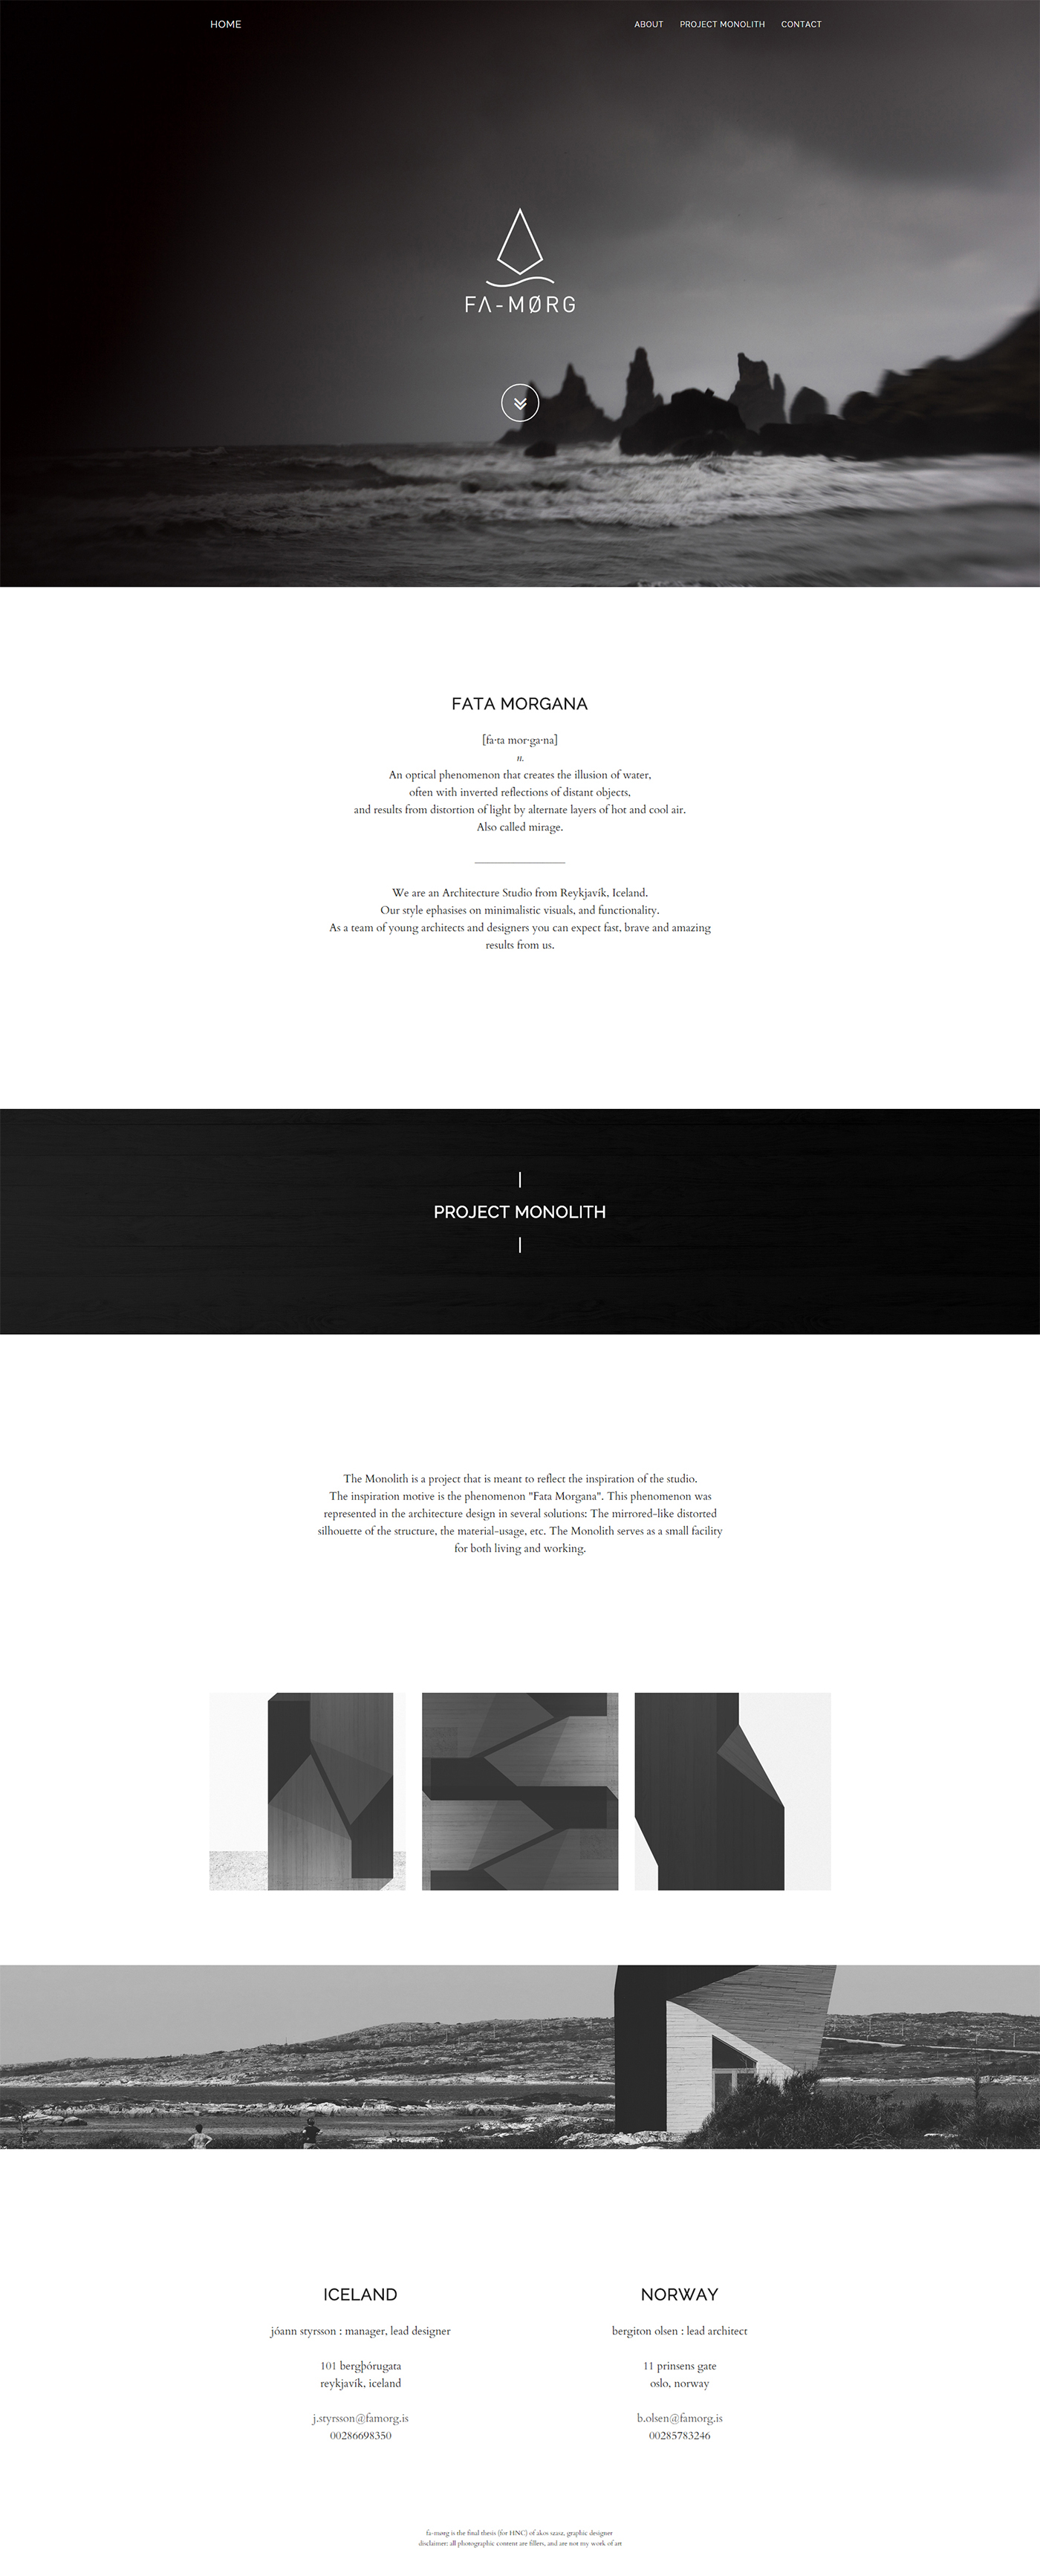 HOME
ABOUT PROJECT MONOLITH CONTACT
FA-MØRG
FATA MORGANA
[fa·ta mor·ga·na]
n.
An optical phenomenon that creates the illusion of water,
often with inverted reflections of distant objects,
and results from distortion of light by alternate layers of hot and cool air.
Also called mirage.
We are an Architecture Studio from Reykjavík, Iceland.
Our style ephasises on minimalistic visuals, and functionality.
As a team of young architects and designers you can expect fast, brave and amazing
results from us.
PROJECT MONOLITH
The Monolith is a project that is meant to reflect the inspiration of the studio.
The inspiration motive is the phenomenon "Fata Morgana". This phenomenon was
represented in the architecture design in several solutions: The mirrored-like distorted
silhouette of the structure, the material-usage, etc. The Monolith serves as a small facility
for both living and working.
ICELAND
jóann styrsson : manager, lead designer
101 bergþórugata
reykjavík, iceland
j.styrsson@famorg.is
00286698350
NORWAY
bergiton olsen : lead architect
11 prinsens gate
oslo, norway
b.olsen@famorg.is
00285783246
fa-mørg is the final thesis (for HNC) of akos szasz, graphic designer
disclaimer: all photographic content are fillers, and are not my work of art